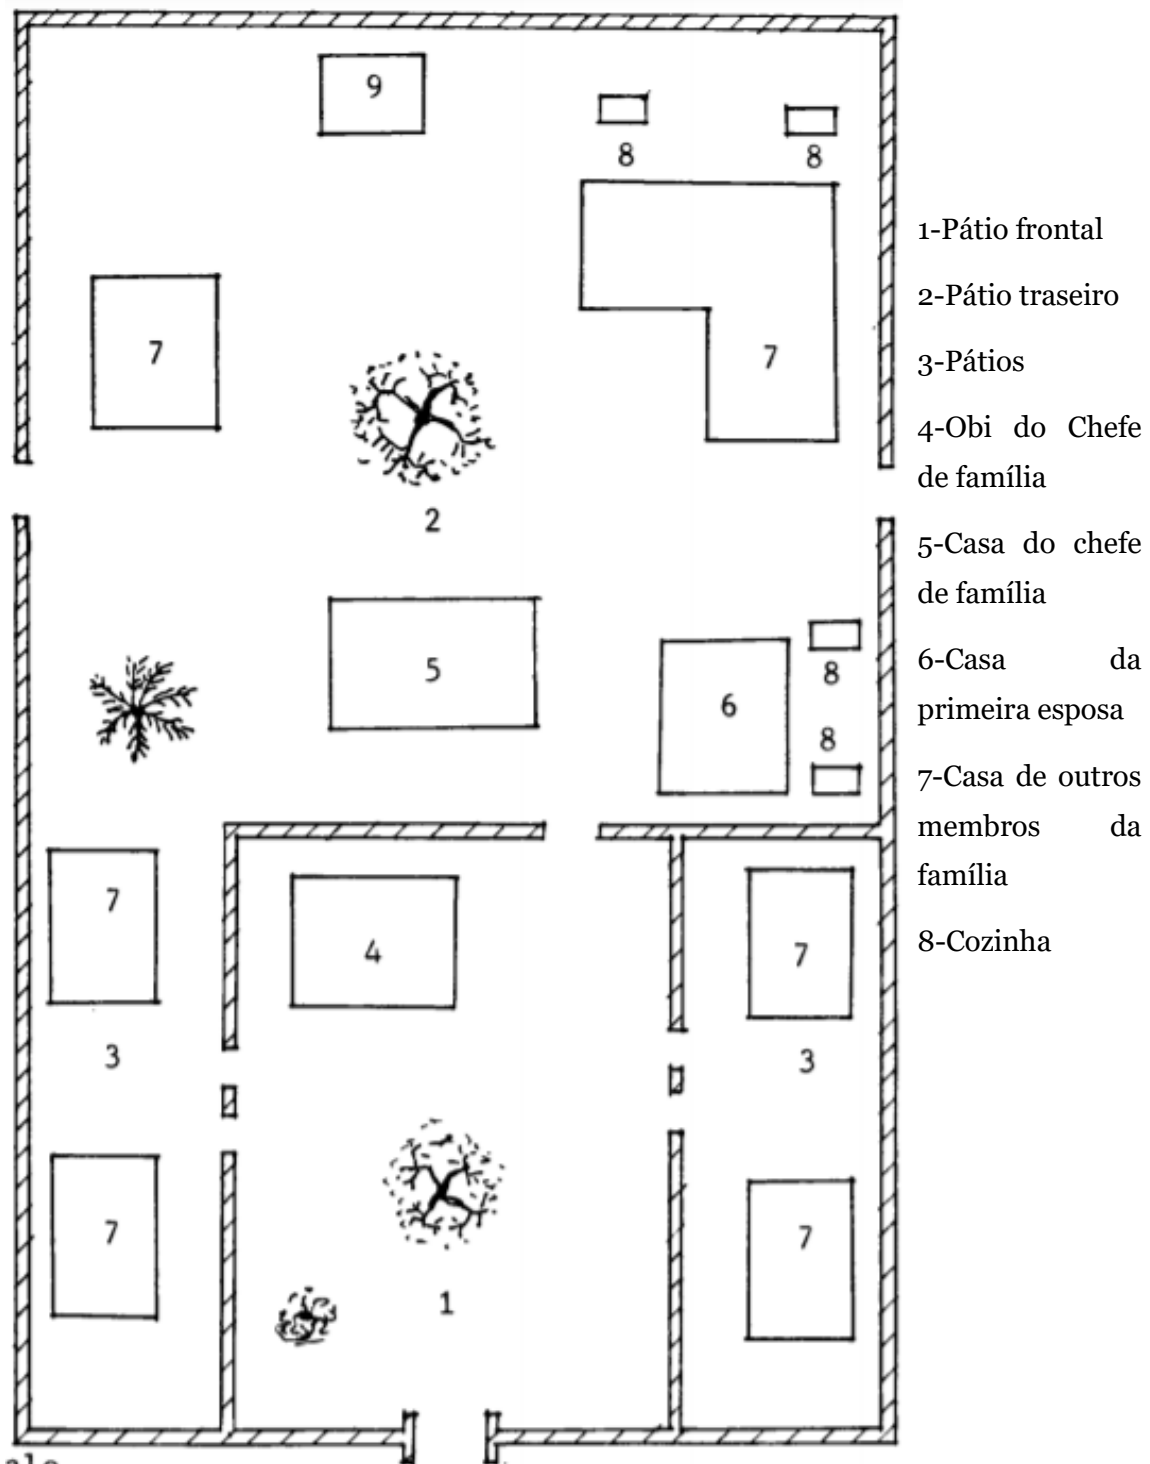 9
8 8
7
7
2
5
6
8
8
7
4
7
3
3
7
7
1
1-Pátio frontal
2-Pátio traseiro
3-Pátios
4-Obi do Chefe
de família
5-Casa do chefe
de família
6-Casa da
primeira esposa
7-Casa de outros
membros da
família
8-Cozinha